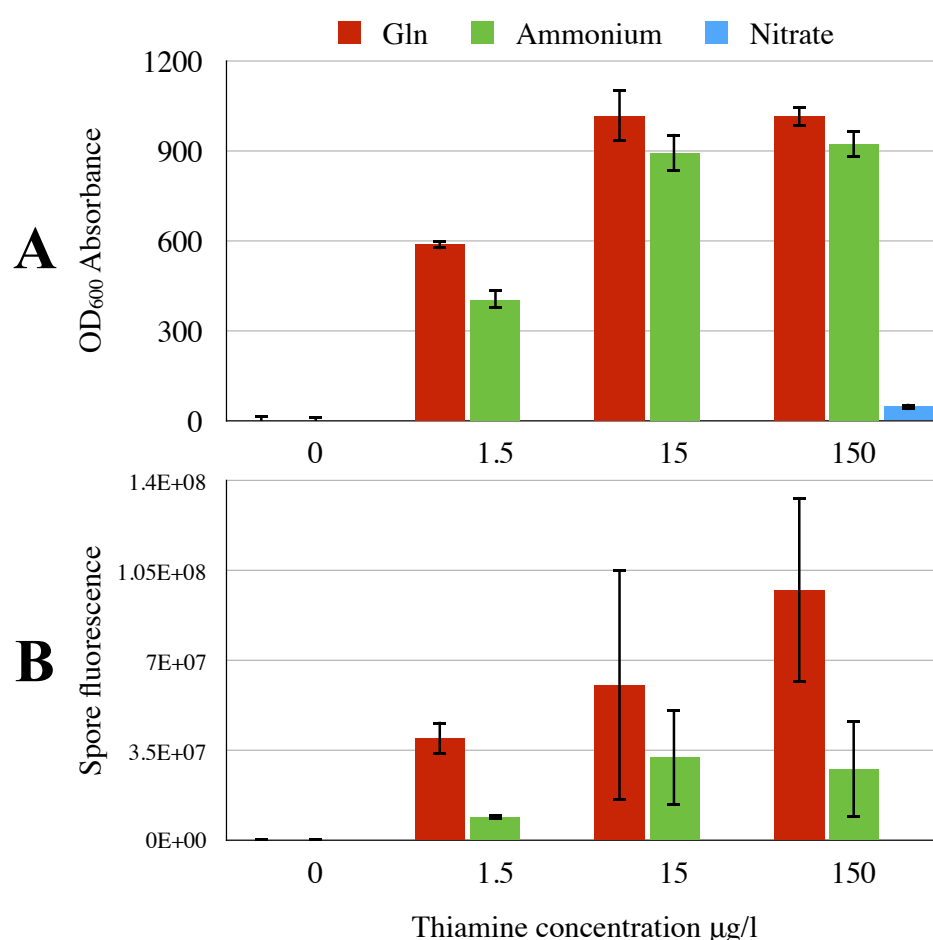 Gln Ammonium Nitrate
1200
900
600
300
0
A
OD₆₀₀ Absorbance
0 1.5 15 150
1.4E+08
1.05E+08
7E+07
3.5E+07
0E+00
B
Spore fluorescence
0 1.5 15 150
Thiamine concentration µg/l